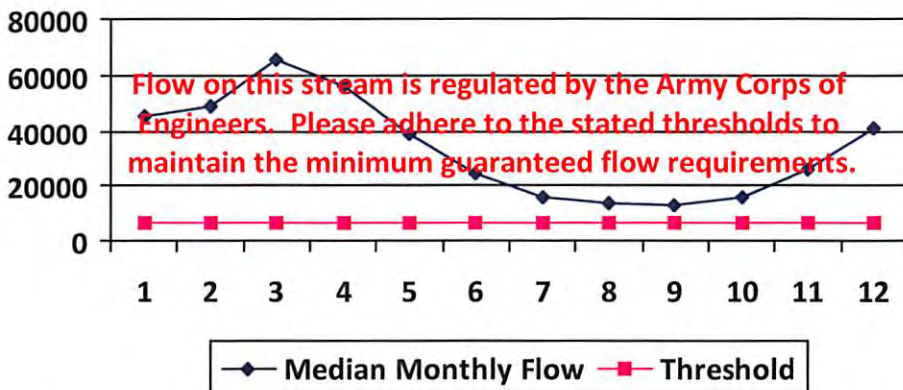 80000
60000
40000
20000
0
Flow on this stream is regulated by the Army Corps of
Engineers. Please adhere to the stated thresholds to
maintain the minimum guaranteed flow requirements.
1 2 3 4 5 6 7 8 9 10 11 12
Median Monthly Flow Threshold